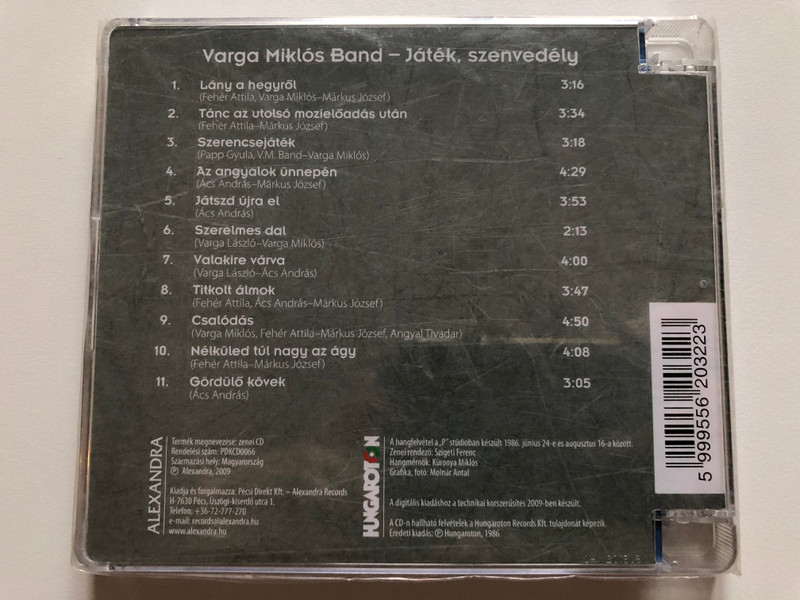 Varga Miklós Band – Játék, szenvedély
1. Lány a hegyről 3:16
(Fehér Attila, Varga Miklós–Márkus József)
2. Tánc az utolsó mozielőadás után 3:34
(Fehér Attila–Márkus József)
3. Szerencsejáték 3:18
(Papp Gyula, V.M. Band–Varga Miklós)
4. Az angyalok ünnepén 4:29
(Ács András–Márkus József)
5. Játszd újra el 3:53
(Ács András)
6. Szerelmes dal 2:13
(Varga László–Varga Miklós)
7. Valakire várva 4:00
(Varga László–Ács András)
8. Titkolt álmok 3:47
(Fehér Attila, Ács András–Márkus József)
9. Csalódás 4:50
(Varga Miklós, Fehér Attila–Márkus József, Angyal Tivadar)
10. Nélküled túl nagy az ágy 4:08
(Fehér Attila–Márkus József)
11. Gördülő kövek 3:05
(Ács András)
ALEXANDRA
Termék megnevezése: zenei CD
Rendelési szám: PDKCD0066
Származási hely: Magyarország
℗ Alexandra, 2009
Kiadja és forgalmazza: Pécsi Direkt Kft. – Alexandra Records
H-7630 Pécs, Üszögi-kiserdő utca 1.
Telefon: +36-72-777-270
e-mail: records@alexandra.hu
www.alexandra.hu
HUNGAROTON
A hangfelvétel a „P” stúdióban készült 1986. június 24-e és augusztus 16-a között.
Zenei rendező: Szigeti Ferenc
Hangmérnök: Kuronya Miklós
Grafika, fotó: Molnár Antal
A digitális kiadáshoz a technikai korszerűsítés 2009-ben készült.
A CD-n hallható felvételek a Hungaroton Records Kft. tulajdonát képezik.
Eredeti kiadás: ℗ Hungaroton, 1986
5 999556 203223